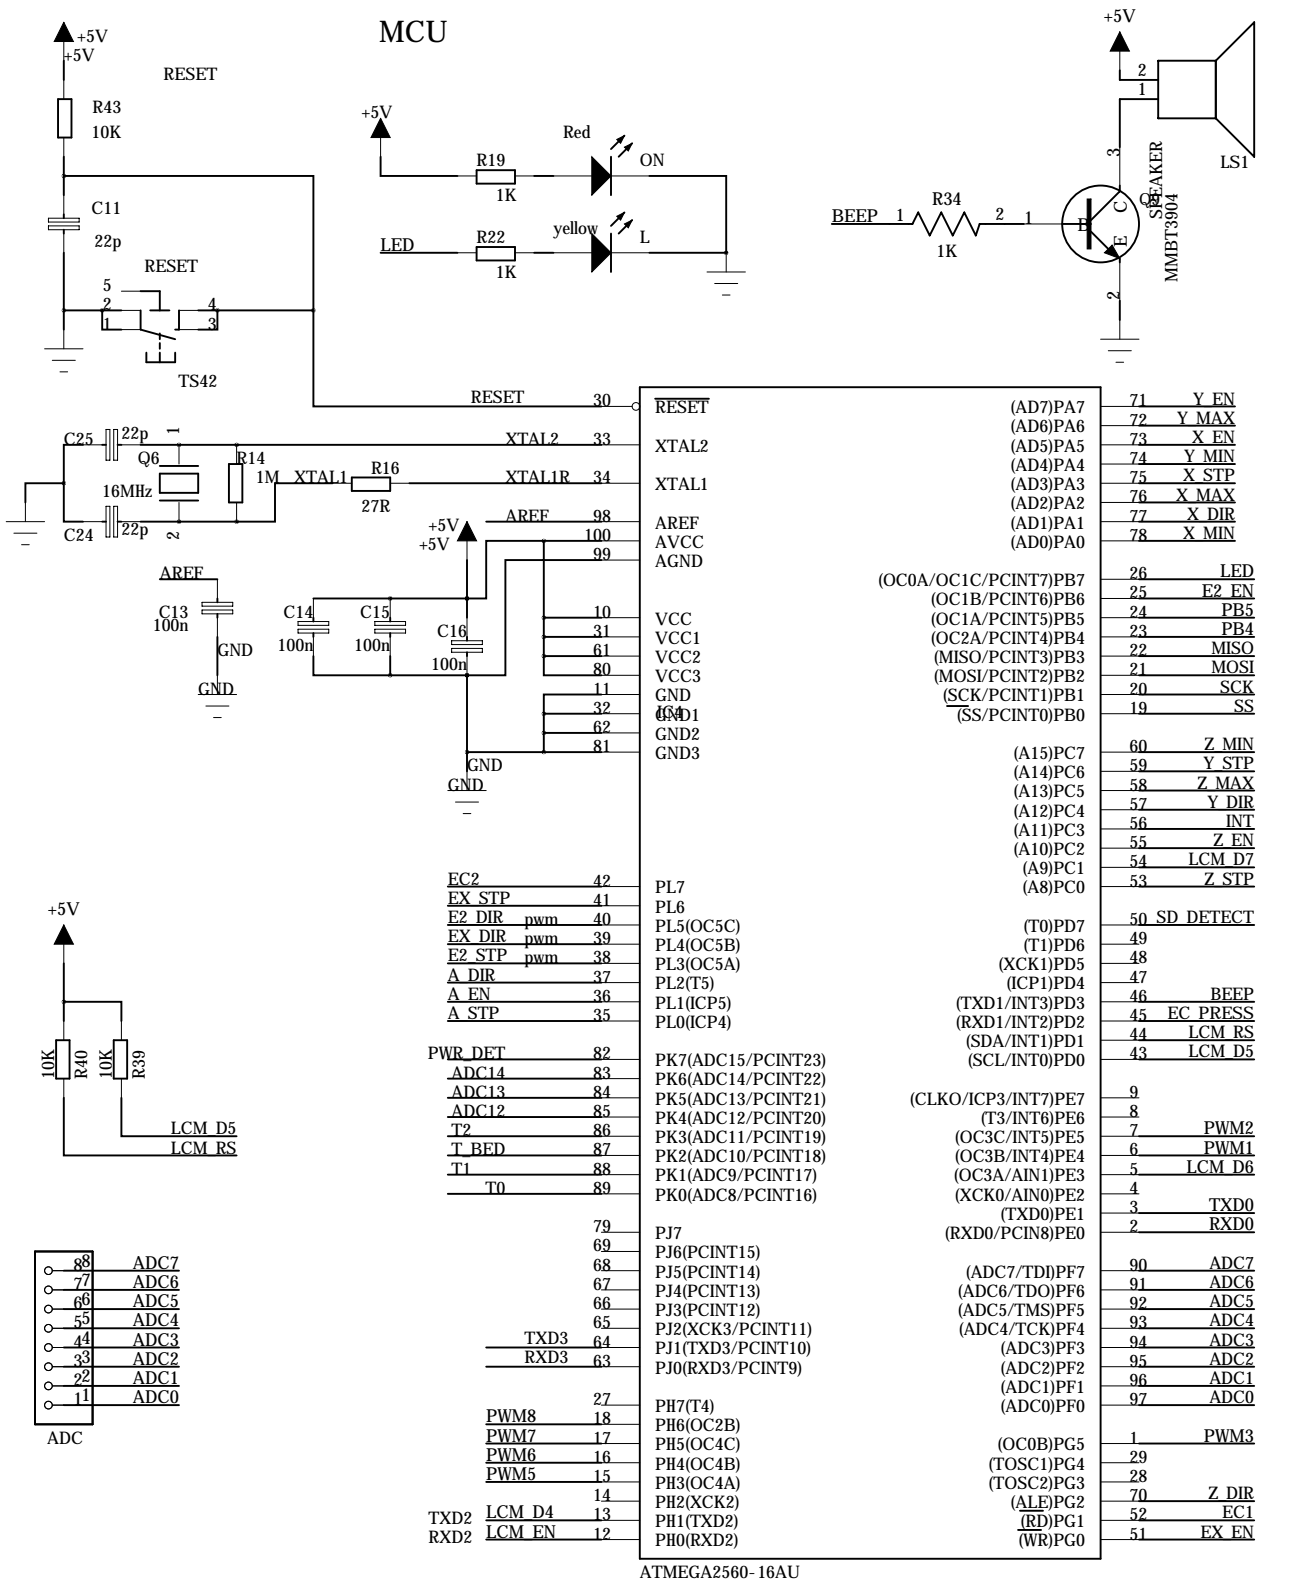 MCU
+5V
+5V
RESET
R43
10K
C11
22p
RESET
5
2
1
4
3
TS42
+5V
Red
R19
1K
ON
yellow
LED
R22
1K
L
+5V
2
1
LS1
SPEAKER
3
BEEP
1
R34
1K
2
1
B
C
E
MMBT3904
2
RESET 30 RESET
XTAL2 33 XTAL2
XTAL1R 34 XTAL1
AREF 98 AREF
100 AVCC
99 AGND
10 VCC
31 VCC1
61 VCC2
80 VCC3
11 GND
32 GND1
IC4
62 GND2
81 GND3
C25
22p
1
Q6
16MHz
R14
1M
XTAL1
R16
27R
C24
22p
2
+5V
+5V
AREF
C13
100n
GND
GND
C14
100n
C15
100n
C16
100n
GND
GND
EC2 42 PL7
EX_STP 41 PL6
E2_DIR pwm 40 PL5(OC5C)
EX_DIR pwm 39 PL4(OC5B)
E2_STP pwm 38 PL3(OC5A)
A_DIR 37 PL2(T5)
A_EN 36 PL1(ICP5)
A_STP 35 PL0(ICP4)
PWR_DET 82 PK7(ADC15/PCINT23)
ADC14 83 PK6(ADC14/PCINT22)
ADC13 84 PK5(ADC13/PCINT21)
ADC12 85 PK4(ADC12/PCINT20)
T2 86 PK3(ADC11/PCINT19)
T_BED 87 PK2(ADC10/PCINT18)
T1 88 PK1(ADC9/PCINT17)
T0 89 PK0(ADC8/PCINT16)
79 PJ7
69 PJ6(PCINT15)
68 PJ5(PCINT14)
67 PJ4(PCINT13)
66 PJ3(PCINT12)
65 PJ2(XCK3/PCINT11)
TXD3 64 PJ1(TXD3/PCINT10)
RXD3 63 PJ0(RXD3/PCINT9)
27 PH7(T4)
PWM8 18 PH6(OC2B)
PWM7 17 PH5(OC4C)
PWM6 16 PH4(OC4B)
PWM5 15 PH3(OC4A)
14 PH2(XCK2)
TXD2 LCM_D4 13 PH1(TXD2)
RXD2 LCM_EN 12 PH0(RXD2)
(AD7)PA7 71 Y_EN
(AD6)PA6 72 Y_MAX
(AD5)PA5 73 X_EN
(AD4)PA4 74 Y_MIN
(AD3)PA3 75 X_STP
(AD2)PA2 76 X_MAX
(AD1)PA1 77 X_DIR
(AD0)PA0 78 X_MIN
(OC0A/OC1C/PCINT7)PB7 26 LED
(OC1B/PCINT6)PB6 25 E2_EN
(OC1A/PCINT5)PB5 24 PB5
(OC2A/PCINT4)PB4 23 PB4
(MISO/PCINT3)PB3 22 MISO
(MOSI/PCINT2)PB2 21 MOSI
(SCK/PCINT1)PB1 20 SCK
(SS/PCINT0)PB0 19 SS
(A15)PC7 60 Z_MIN
(A14)PC6 59 Y_STP
(A13)PC5 58 Z_MAX
(A12)PC4 57 Y_DIR
(A11)PC3 56 INT
(A10)PC2 55 Z_EN
(A9)PC1 54 LCM_D7
(A8)PC0 53 Z_STP
(T0)PD7 50 SD_DETECT
(T1)PD6 49
(XCK1)PD5 48
(ICP1)PD4 47
(TXD1/INT3)PD3 46 BEEP
(RXD1/INT2)PD2 45 EC_PRESS
(SDA/INT1)PD1 44 LCM_RS
(SCL/INT0)PD0 43 LCM_D5
(CLKO/ICP3/INT7)PE7 9
(T3/INT6)PE6 8
(OC3C/INT5)PE5 7 PWM2
(OC3B/INT4)PE4 6 PWM1
(OC3A/AIN1)PE3 5 LCM_D6
(XCK0/AIN0)PE2 4
(TXD0)PE1 3 TXD0
(RXD0/PCIN8)PE0 2 RXD0
(ADC7/TDI)PF7 90 ADC7
(ADC6/TDO)PF6 91 ADC6
(ADC5/TMS)PF5 92 ADC5
(ADC4/TCK)PF4 93 ADC4
(ADC3)PF3 94 ADC3
(ADC2)PF2 95 ADC2
(ADC1)PF1 96 ADC1
(ADC0)PF0 97 ADC0
(OC0B)PG5 1 PWM3
(TOSC1)PG4 29
(TOSC2)PG3 28
(ALE)PG2 70 Z_DIR
(RD)PG1 52 EC1
(WR)PG0 51 EX_EN
ATMEGA2560-16AU
+5V
10K
R40
10K
R39
LCM_D5
LCM_RS
8 8 ADC7
7 7 ADC6
6 6 ADC5
5 5 ADC4
4 4 ADC3
3 3 ADC2
2 2 ADC1
1 1 ADC0
ADC